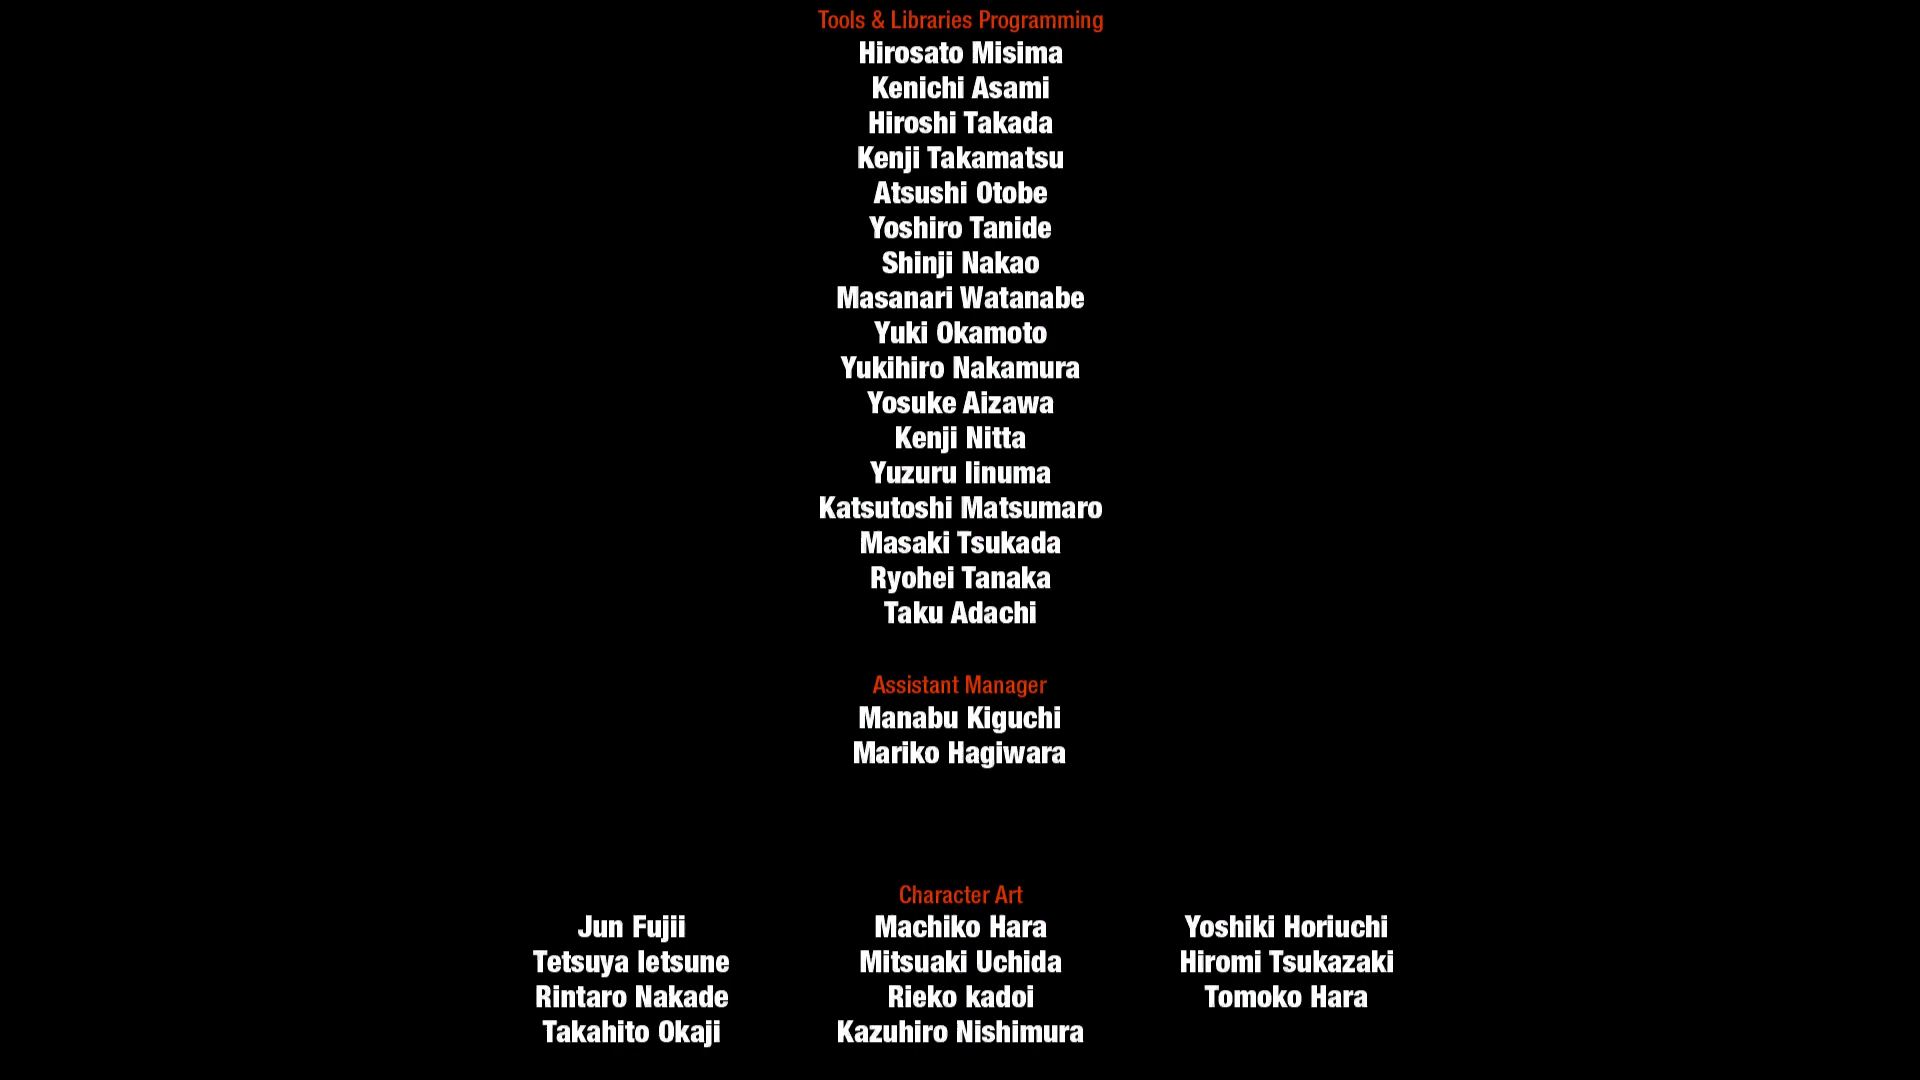 Tools & Libraries Programming
Hirosato Misima
Kenichi Asami
Hiroshi Takada
Kenji Takamatsu
Atsushi Otobe
Yoshiro Tanide
Shinji Nakao
Masanari Watanabe
Yuki Okamoto
Yukihiro Nakamura
Yosuke Aizawa
Kenji Nitta
Yuzuru Iinuma
Katsutoshi Matsumaro
Masaki Tsukada
Ryohei Tanaka
Taku Adachi
Assistant Manager
Manabu Kiguchi
Mariko Hagiwara
Character Art
Jun Fujii Machiko Hara Yoshiki Horiuchi
Tetsuya Ietsune Mitsuaki Uchida Hiromi Tsukazaki
Rintaro Nakade Rieko kadoi Tomoko Hara
Takahito Okaji Kazuhiro Nishimura